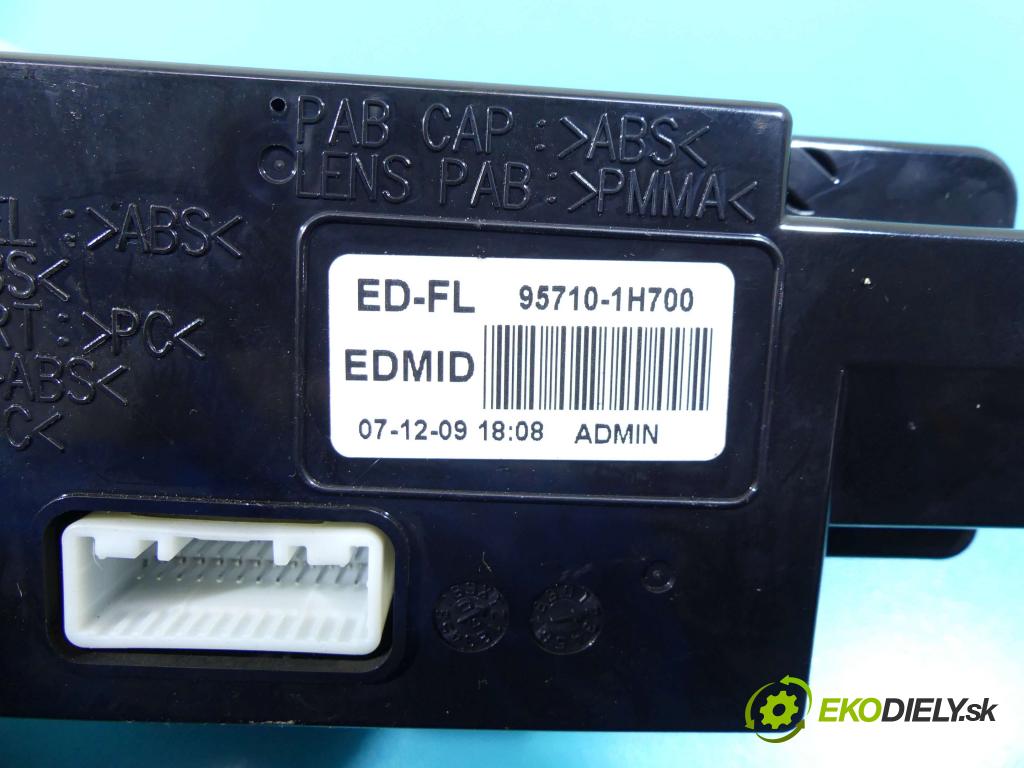 PAB CAP : >ABS<
LENS PAB: >PMMA<
:>ABS<
: >PC<
ABS<
ED-FL 95710-1H700
EDMID
07-12-09 18:08 ADMIN
EKODIELY.sk